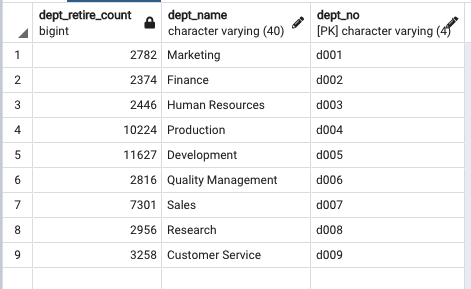 dept_retire_count dept_name dept_no
bigint character varying (40) [PK] character varying (4)
1 2782 Marketing d001
2 2374 Finance d002
3 2446 Human Resources d003
4 10224 Production d004
5 11627 Development d005
6 2816 Quality Management d006
7 7301 Sales d007
8 2956 Research d008
9 3258 Customer Service d009